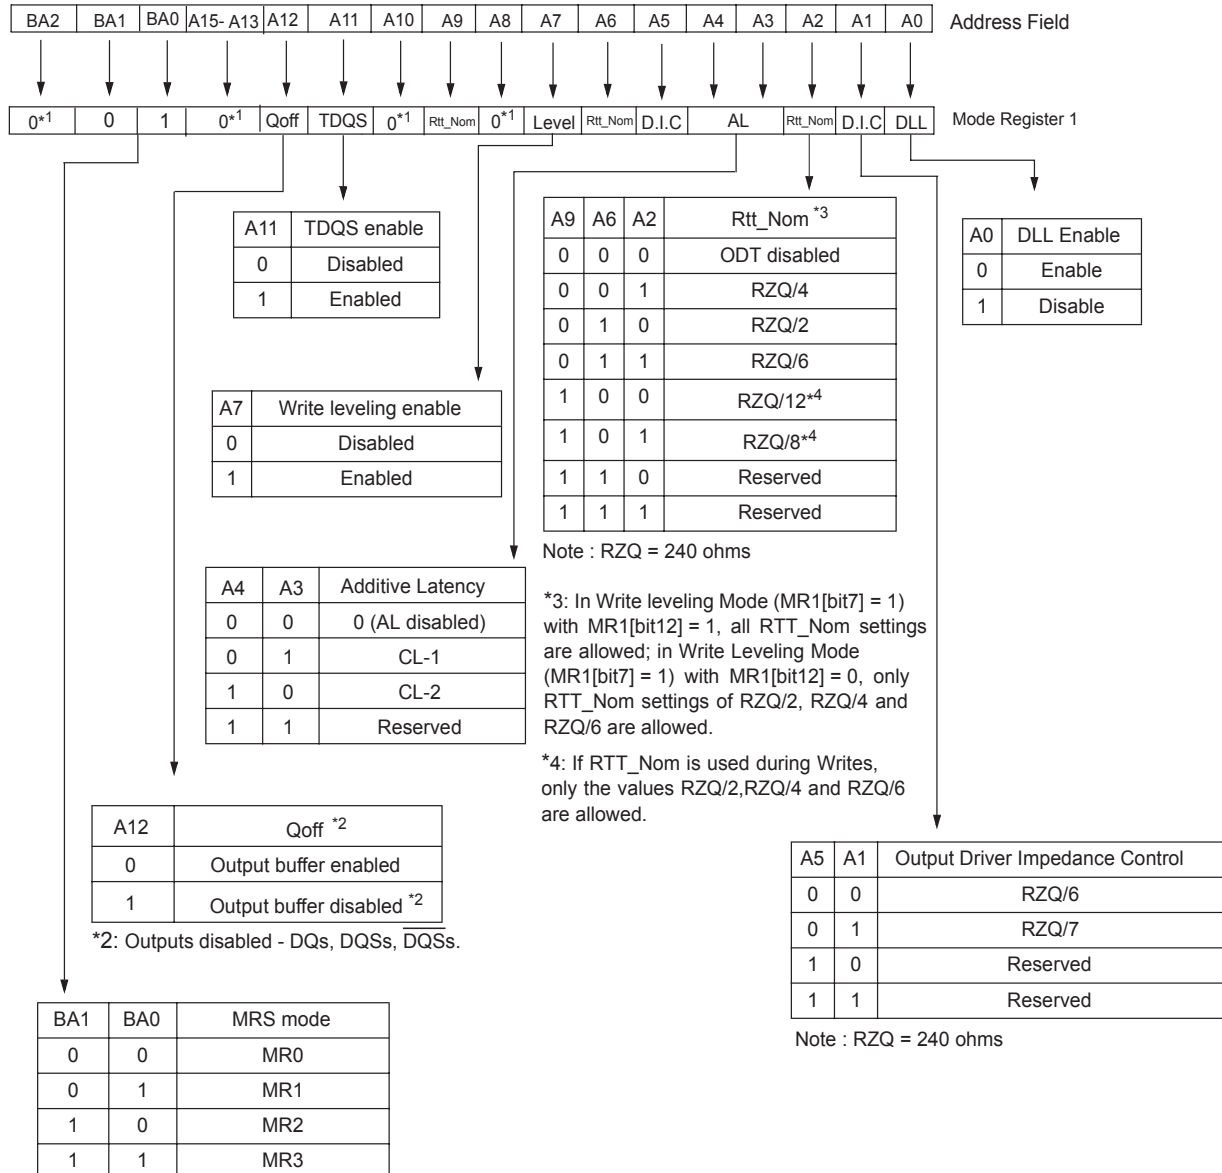 BA2 BA1 BA0 A15- A13 A12 A11 A10 A9 A8 A7 A6 A5 A4 A3 A2 A1 A0 Address Field
0*1 0 1 0*1 Qoff TDQS 0*1 Rtt_Nom 0*1 Level Rtt_Nom D.I.C AL Rtt_Nom D.I.C DLL Mode Register 1
A11 TDQS enable
0 Disabled
1 Enabled
A7 Write leveling enable
0 Disabled
1 Enabled
A9 A6 A2 Rtt_Nom *3
0 0 0 ODT disabled
0 0 1 RZQ/4
0 1 0 RZQ/2
0 1 1 RZQ/6
1 0 0 RZQ/12*4
1 0 1 RZQ/8*4
1 1 0 Reserved
1 1 1 Reserved
Note : RZQ = 240 ohms
*3: In Write leveling Mode (MR1[bit7] = 1)
with MR1[bit12] = 1, all RTT_Nom settings
are allowed; in Write Leveling Mode
(MR1[bit7] = 1) with MR1[bit12] = 0, only
RTT_Nom settings of RZQ/2, RZQ/4 and
RZQ/6 are allowed.
*4: If RTT_Nom is used during Writes,
only the values RZQ/2,RZQ/4 and RZQ/6
are allowed.
A0 DLL Enable
0 Enable
1 Disable
A4 A3 Additive Latency
0 0 0 (AL disabled)
0 1 CL-1
1 0 CL-2
1 1 Reserved
A12 Qoff *2
0 Output buffer enabled
1 Output buffer disabled *2
*2: Outputs disabled - DQs, DQSs, D̅Q̅S̅s.
A5 A1 Output Driver Impedance Control
0 0 RZQ/6
0 1 RZQ/7
1 0 Reserved
1 1 Reserved
Note : RZQ = 240 ohms
BA1 BA0 MRS mode
0 0 MR0
0 1 MR1
1 0 MR2
1 1 MR3